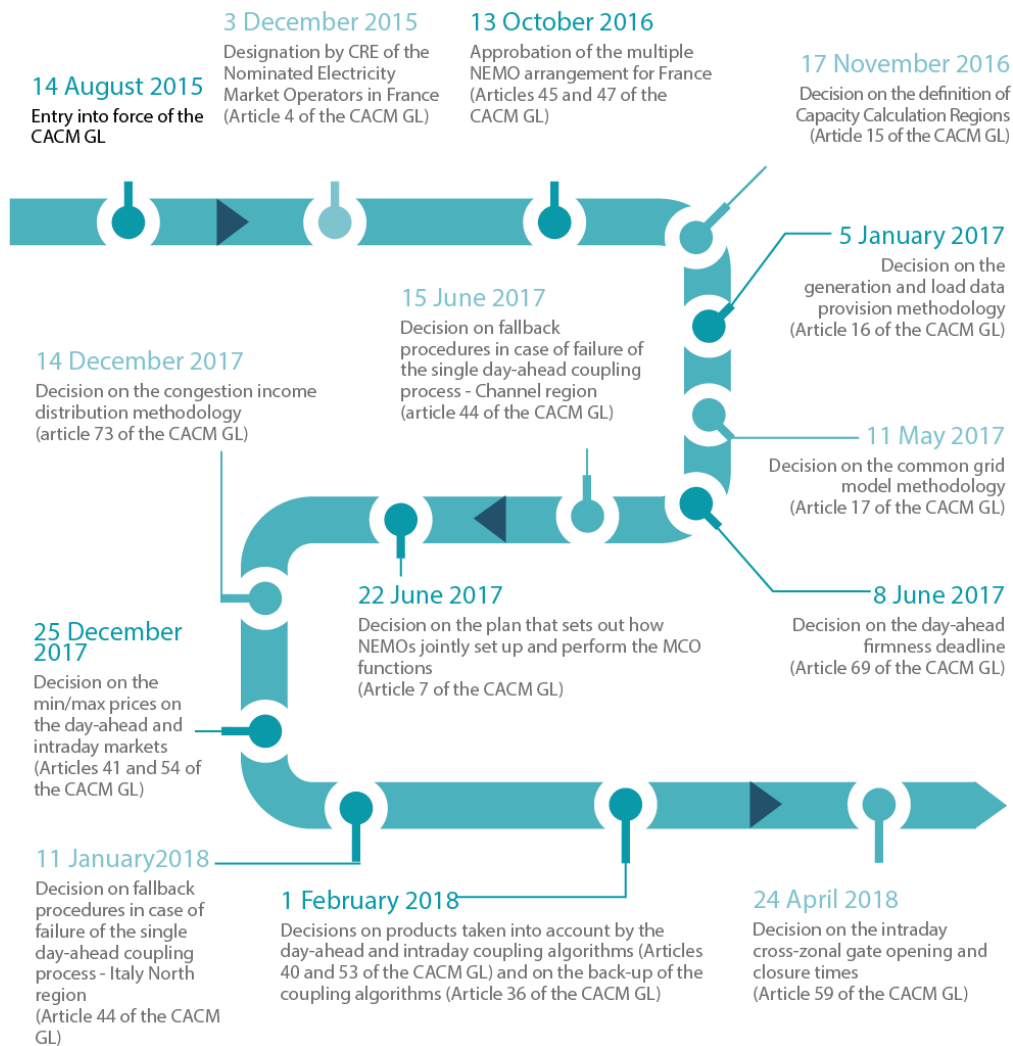 14 August 2015
Entry into force of the
CACM GL
3 December 2015
Designation by CRE of the
Nominated Electricity
Market Operators in France
(Article 4 of the CACM GL)
13 October 2016
Approbation of the multiple
NEMO arrangement for France
(Articles 45 and 47 of the
CACM GL)
17 November 2016
Decision on the definition of
Capacity Calculation Regions
(Article 15 of the CACM GL)
5 January 2017
Decision on the
generation and load data
provision methodology
(Article 16 of the CACM GL)
11 May 2017
Decision on the common grid
model methodology
(Article 17 of the CACM GL)
8 June 2017
Decision on the day-ahead
firmness deadline
(Article 69 of the CACM GL)
15 June 2017
Decision on fallback
procedures in case of failure of
the single day-ahead coupling
process - Channel region
(article 44 of the CACM GL)
22 June 2017
Decision on the plan that sets out how
NEMOs jointly set up and perform the MCO
functions
(Article 7 of the CACM GL)
14 December 2017
Decision on the congestion income
distribution methodology
(article 73 of the CACM GL)
25 December
2017
Decision on the
min/max prices on
the day-ahead and
intraday markets
(Articles 41 and 54 of
the CACM GL)
11 January2018
Decision on fallback
procedures in case of
failure of the single
day-ahead coupling
process - Italy North
region
(Article 44 of the CACM
GL)
1 February 2018
Decisions on products taken into account by the
day-ahead and intraday coupling algorithms (Articles
40 and 53 of the CACM GL) and on the back-up of the
coupling algorithms (Article 36 of the CACM GL)
24 April 2018
Decision on the intraday
cross-zonal gate opening and
closure times
(Article 59 of the CACM GL)